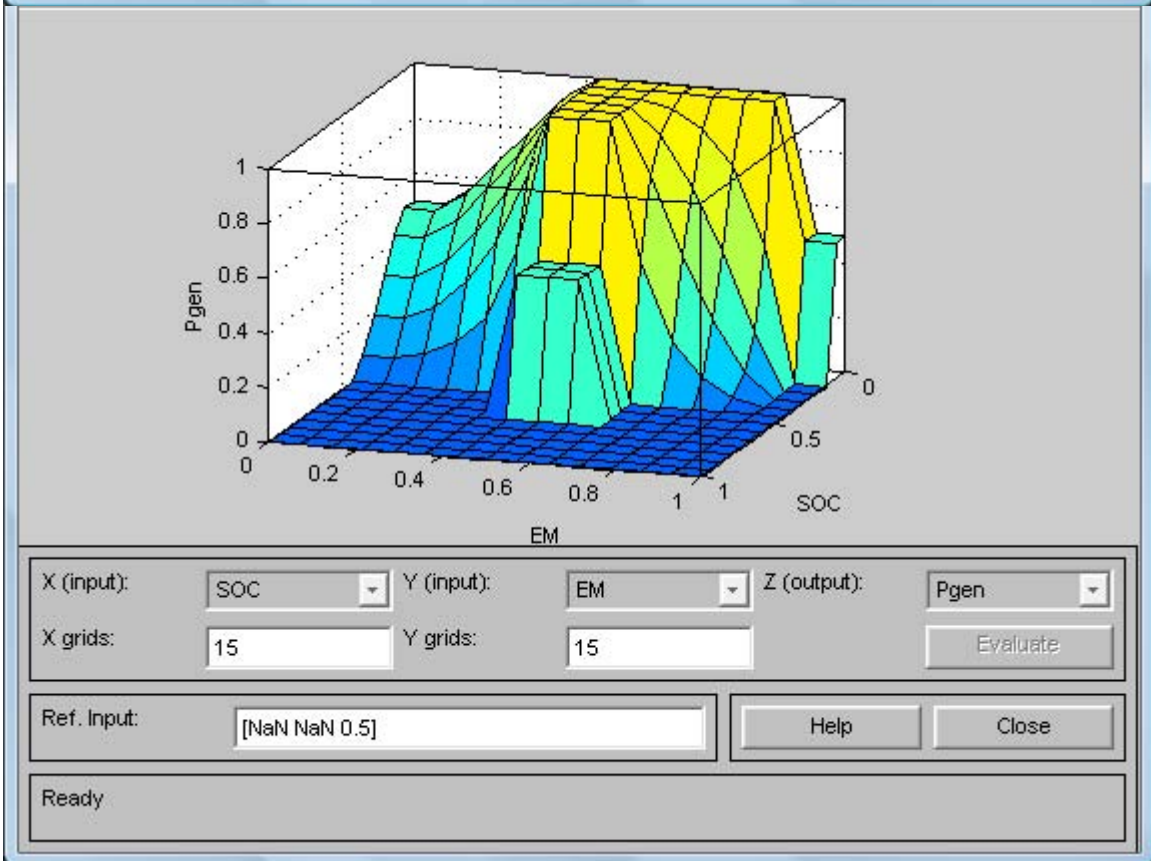 1
0.8
0.6
0.4
0.2
0
Pgen
0
0.2
0.4
0.6
0.8
1
EM
1
0.5
0
SOC
X (input): SOC Y (input): EM Z (output): Pgen
X grids: 15 Y grids: 15 Evaluate
Ref. Input: [NaN NaN 0.5] Help Close
Ready